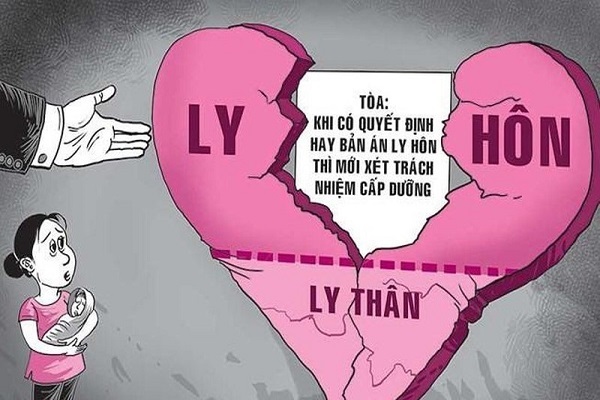 LY
HÔN
TÒA:
KHI CÓ QUYẾT ĐỊNH
HAY BẢN ÁN LY HÔN
THÌ MỚI XÉT TRÁCH
NHIỆM CẤP DƯỠNG
LY THÂN